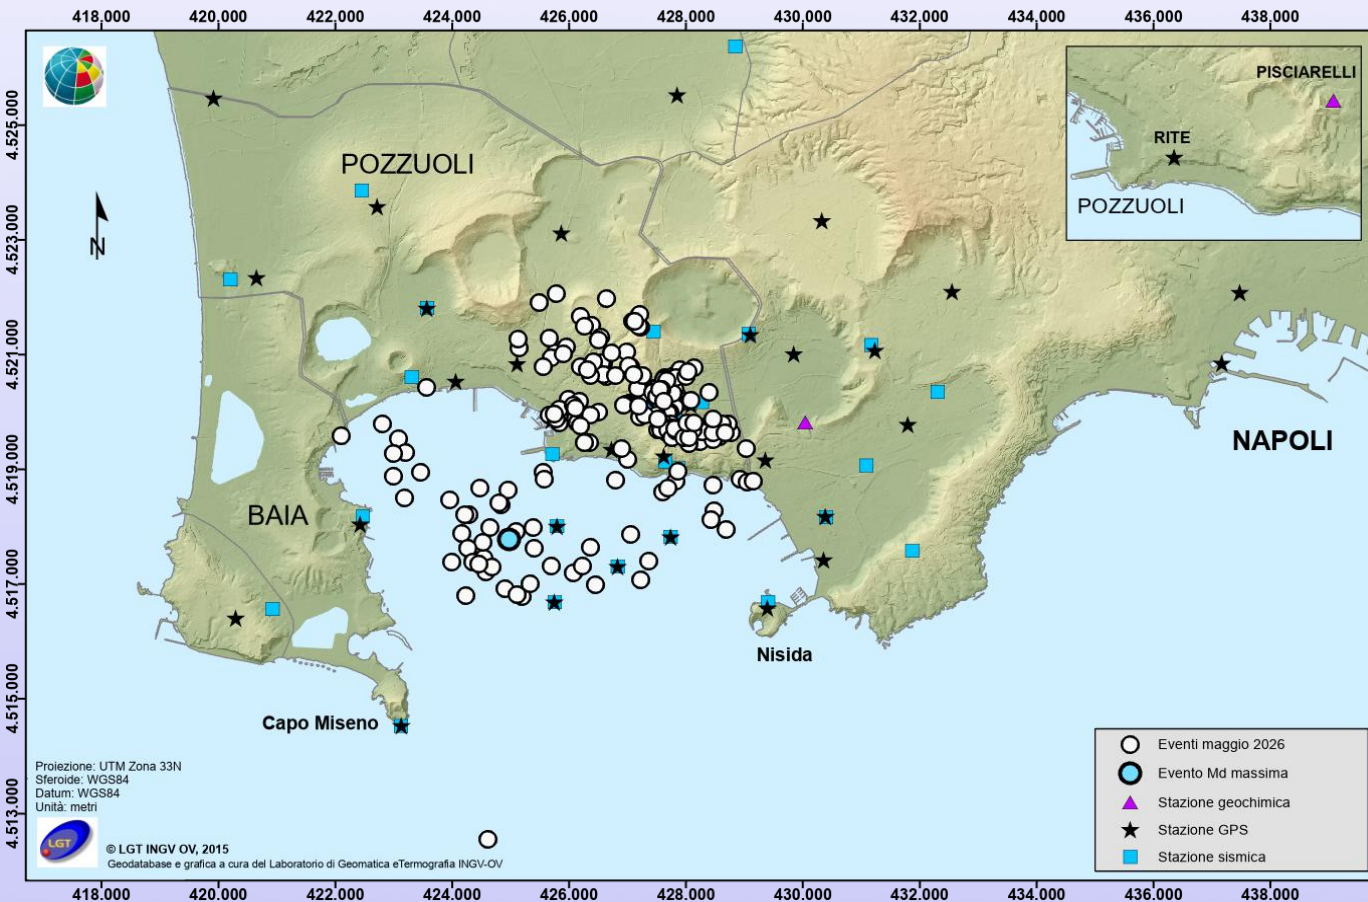 418.000 420.000 422.000 424.000 426.000 428.000 430.000 432.000 434.000 436.000 438.000
4.525.000
4.523.000
4.521.000
4.519.000
4.517.000
4.515.000
4.513.000
POZZUOLI
N
PISCIARELLI
RITE
POZZUOLI
NAPOLI
BAIA
Nisida
Capo Miseno
Proiezione: UTM Zona 33N
Sferoide: WGS84
Datum: WGS84
Unità: metri
LGT
© LGT INGV OV, 2015
Geodatabase e grafica a cura del Laboratorio di Geomatica eTermografia INGV-OV
Eventi maggio 2026
Evento Md massima
Stazione geochimica
Stazione GPS
Stazione sismica
418.000 420.000 422.000 424.000 426.000 428.000 430.000 432.000 434.000 436.000 438.000